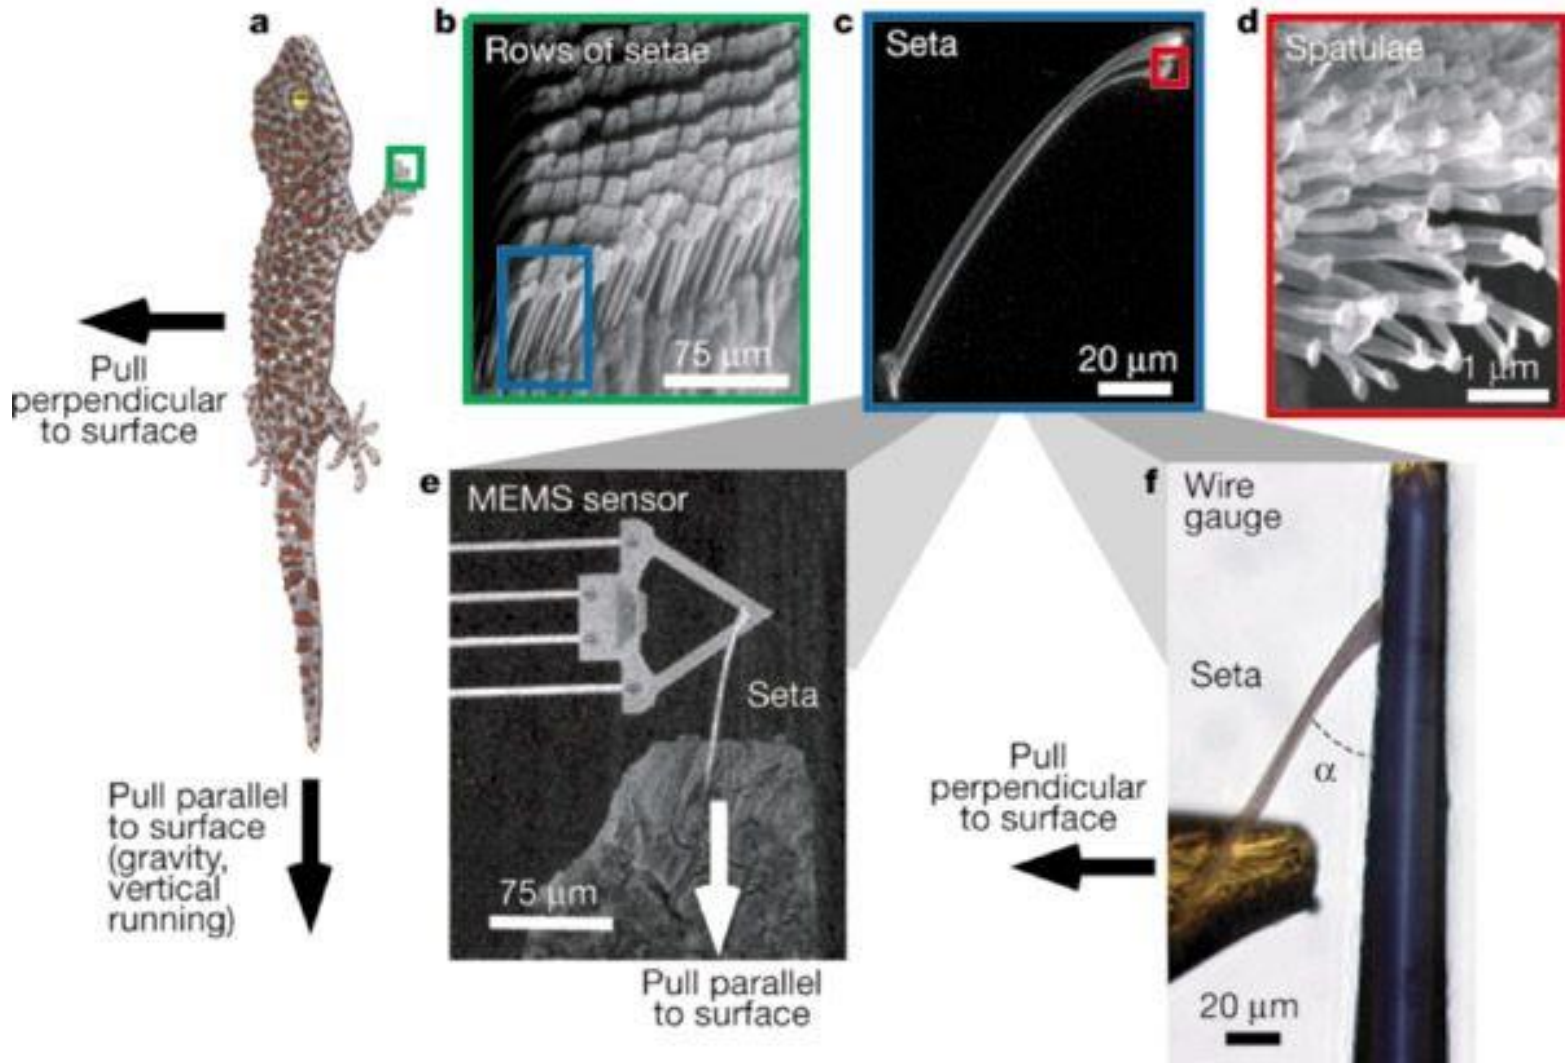 a
b
Rows of setae
75 μm
c
Seta
20 μm
d
Spatulae
1 μm
Pull
perpendicular
to surface
Pull parallel
to surface
(gravity,
vertical
running)
e
MEMS sensor
Seta
75 μm
Pull parallel
to surface
f
Wire
gauge
Seta
α
Pull
perpendicular
to surface
20 μm